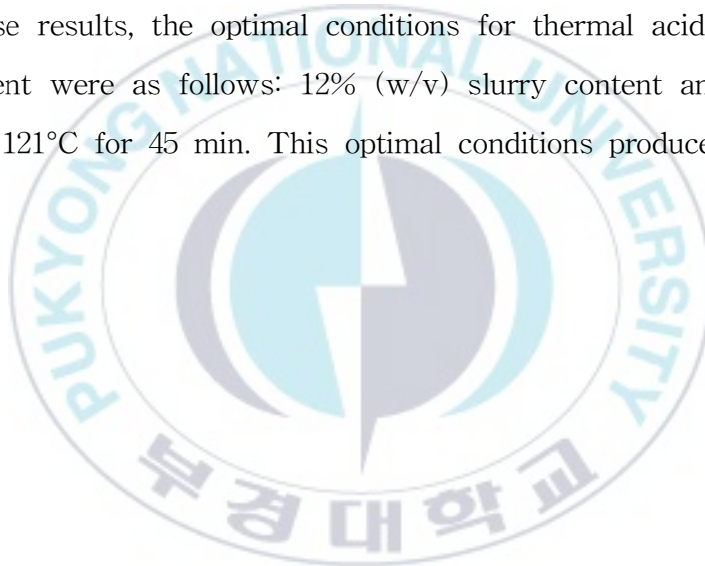 se results, the optimal conditions for thermal acid
ent were as follows: 12% (w/v) slurry content an
121°C for 45 min. This optimal conditions produce
PUKYONG NATIONAL UNIVERSITY
부경대학교